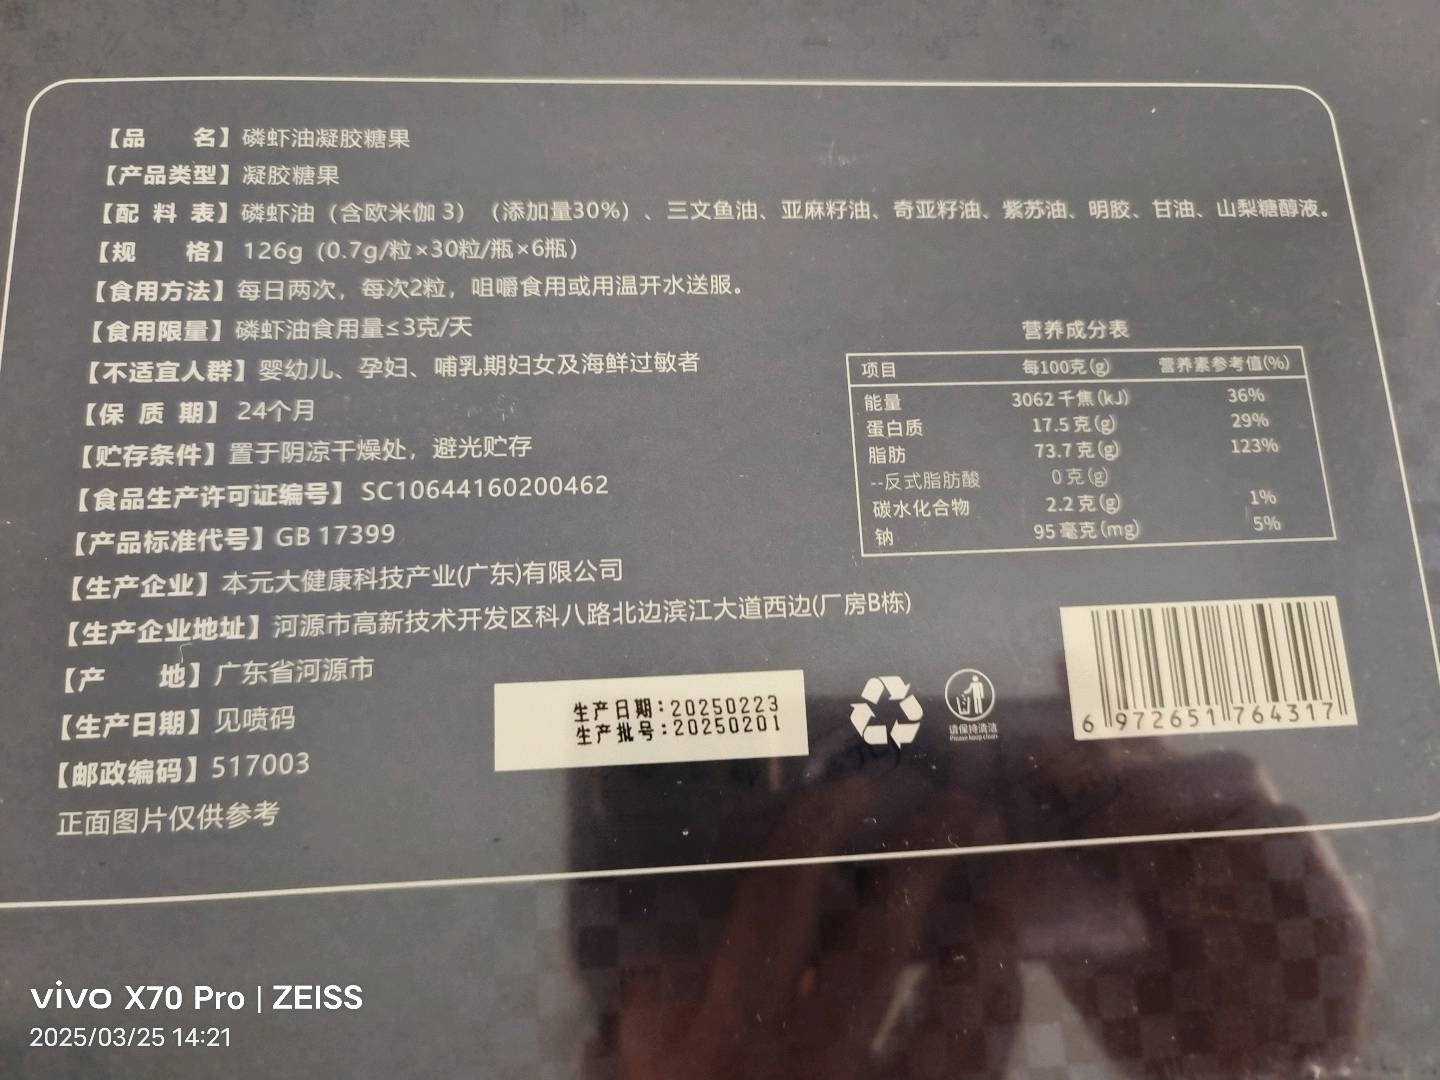 【品　　名】磷虾油凝胶糖果
【产品类型】凝胶糖果
【配 料 表】磷虾油（含欧米伽 3）（添加量30%）、三文鱼油、亚麻籽油、奇亚籽油、紫苏油、明胶、甘油、山梨糖醇液。
【规　　格】126g（0.7g/粒×30粒/瓶×6瓶）
【食用方法】每日两次，每次2粒，咀嚼食用或用温开水送服。
【食用限量】磷虾油食用量≤3克/天
【不适宜人群】婴幼儿、孕妇、哺乳期妇女及海鲜过敏者
【保 质 期】24个月
【贮存条件】置于阴凉干燥处，避光贮存
【食品生产许可证编号】SC10644160200462
【产品标准代号】GB 17399
【生产企业】本元大健康科技产业(广东)有限公司
【生产企业地址】河源市高新技术开发区科八路北边滨江大道西边(厂房B栋)
【产　　地】广东省河源市
【生产日期】见喷码
【邮政编码】517003
正面图片仅供参考
营养成分表
项目 每100克(g) 营养素参考值(%)
能量 3062千焦(kJ) 36%
蛋白质 17.5克(g) 29%
脂肪 73.7克(g) 123%
--反式脂肪酸 0克(g)
碳水化合物 2.2克(g) 1%
钠 95毫克(mg) 5%
生产日期:20250223
生产批号:20250201
请保持清洁
Please keep clean
6 972651 764317
vivo X70 Pro | ZEISS
2025/03/25 14:21